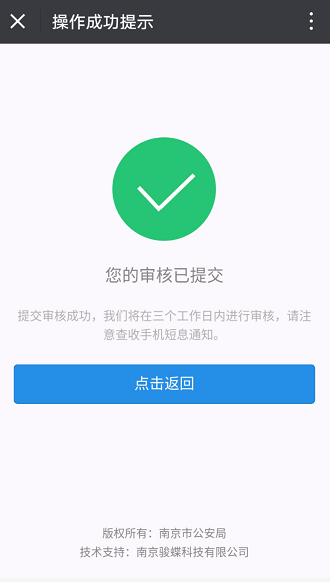 操作成功提示
您的审核已提交
提交审核成功，我们将在三个工作日内进行审核，请注
意查收手机短息通知。
点击返回
版权所有：南京市公安局
技术支持：南京骏蝶科技有限公司